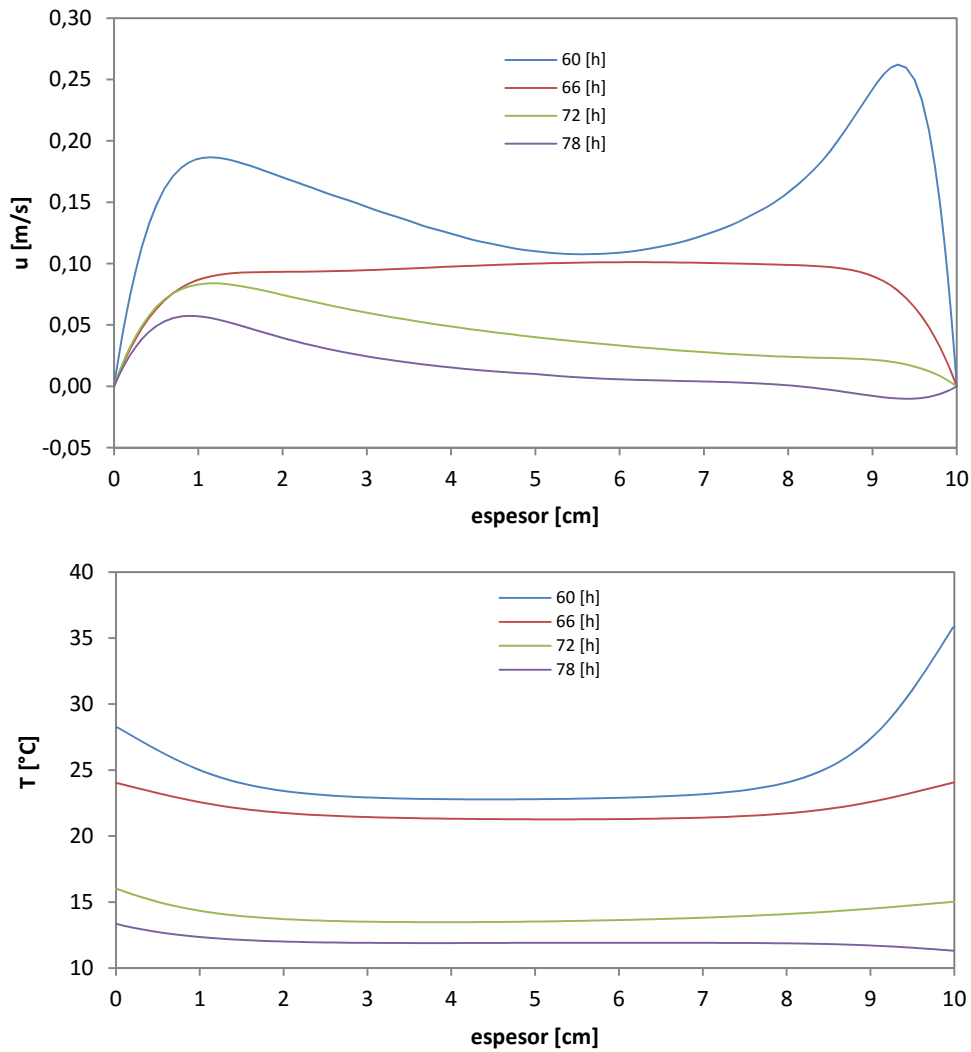 0,30
0,25
0,20
0,15
0,10
0,05
0,00
-0,05
u [m/s]
60 [h]
66 [h]
72 [h]
78 [h]
0 1 2 3 4 5 6 7 8 9 10
espesor [cm]
40
35
30
25
20
15
10
T [°C]
60 [h]
66 [h]
72 [h]
78 [h]
0 1 2 3 4 5 6 7 8 9 10
espesor [cm]